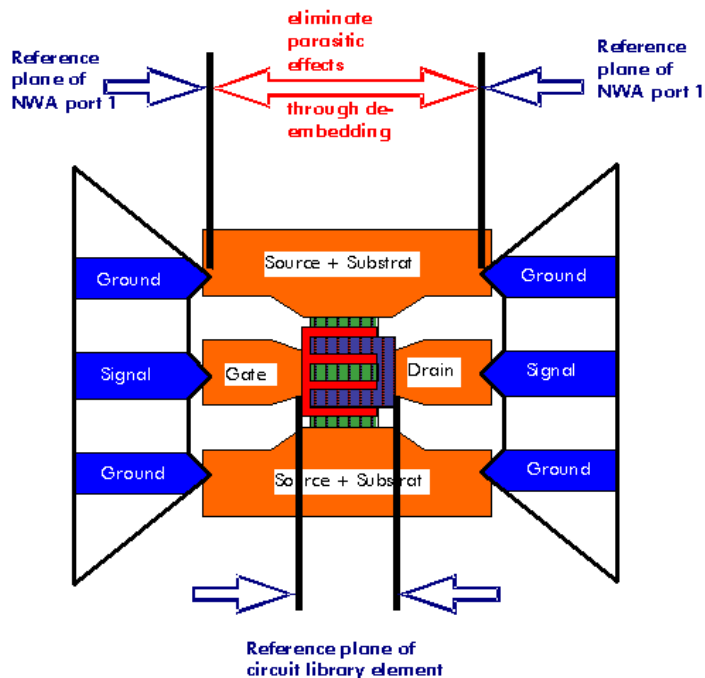 eliminate
parasitic
effects
through de-
embedding
Reference
plane of
NWA port 1
Reference
plane of
NWA port 1
Source + Substrat
Ground
Ground
Signal
Gate
Drain
Signal
Ground
Source + Substrat
Ground
Reference plane of
circuit library element